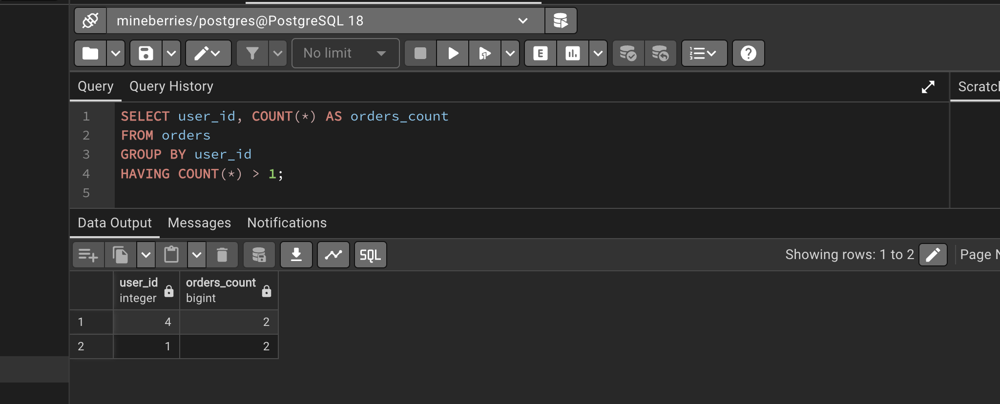 mineberries/postgres@PostgreSQL 18
No limit
E
Query Query History
Scratc
1 SELECT user_id, COUNT(*) AS orders_count
2 FROM orders
3 GROUP BY user_id
4 HAVING COUNT(*) > 1;
5
Data Output Messages Notifications
SQL Showing rows: 1 to 2 Page N
user_id orders_count
integer bigint
1 4 2
2 1 2